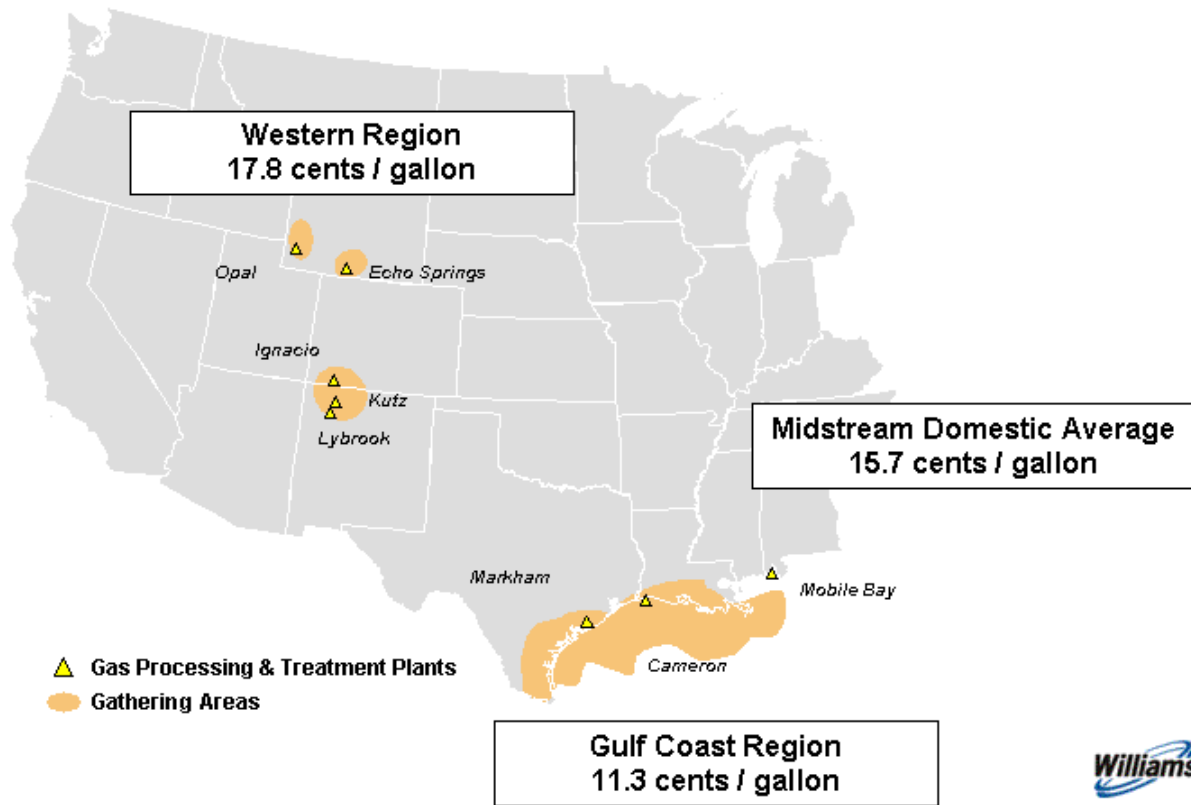 Western Region
17.8 cents / gallon
Opal
Echo Springs
Ignacio
Kutz
Lybrook
Midstream Domestic Average
15.7 cents / gallon
Markham
Mobile Bay
Cameron
Gas Processing & Treatment Plants
Gathering Areas
Gulf Coast Region
11.3 cents / gallon
Williams